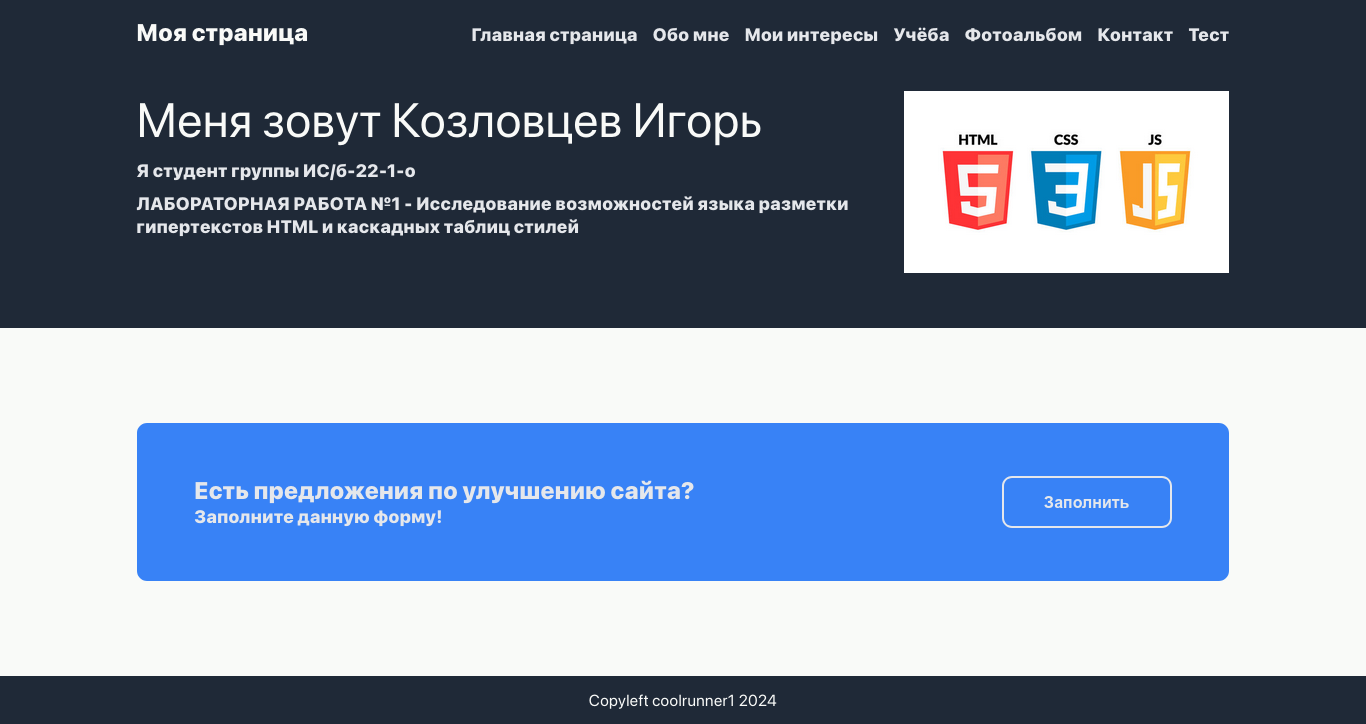 Моя страница
Главная страница Обо мне Мои интересы Учёба Фотоальбом Контакт Тест
Меня зовут Козловцев Игорь
Я студент группы ИС/б-22-1-о
ЛАБОРАТОРНАЯ РАБОТА №1 - Исследование возможностей языка разметки
гипертекстов HTML и каскадных таблиц стилей
HTML CSS JS
5 3 JS
Есть предложения по улучшению сайта?
Заполните данную форму!
Заполнить
Copyleft coolrunner1 2024